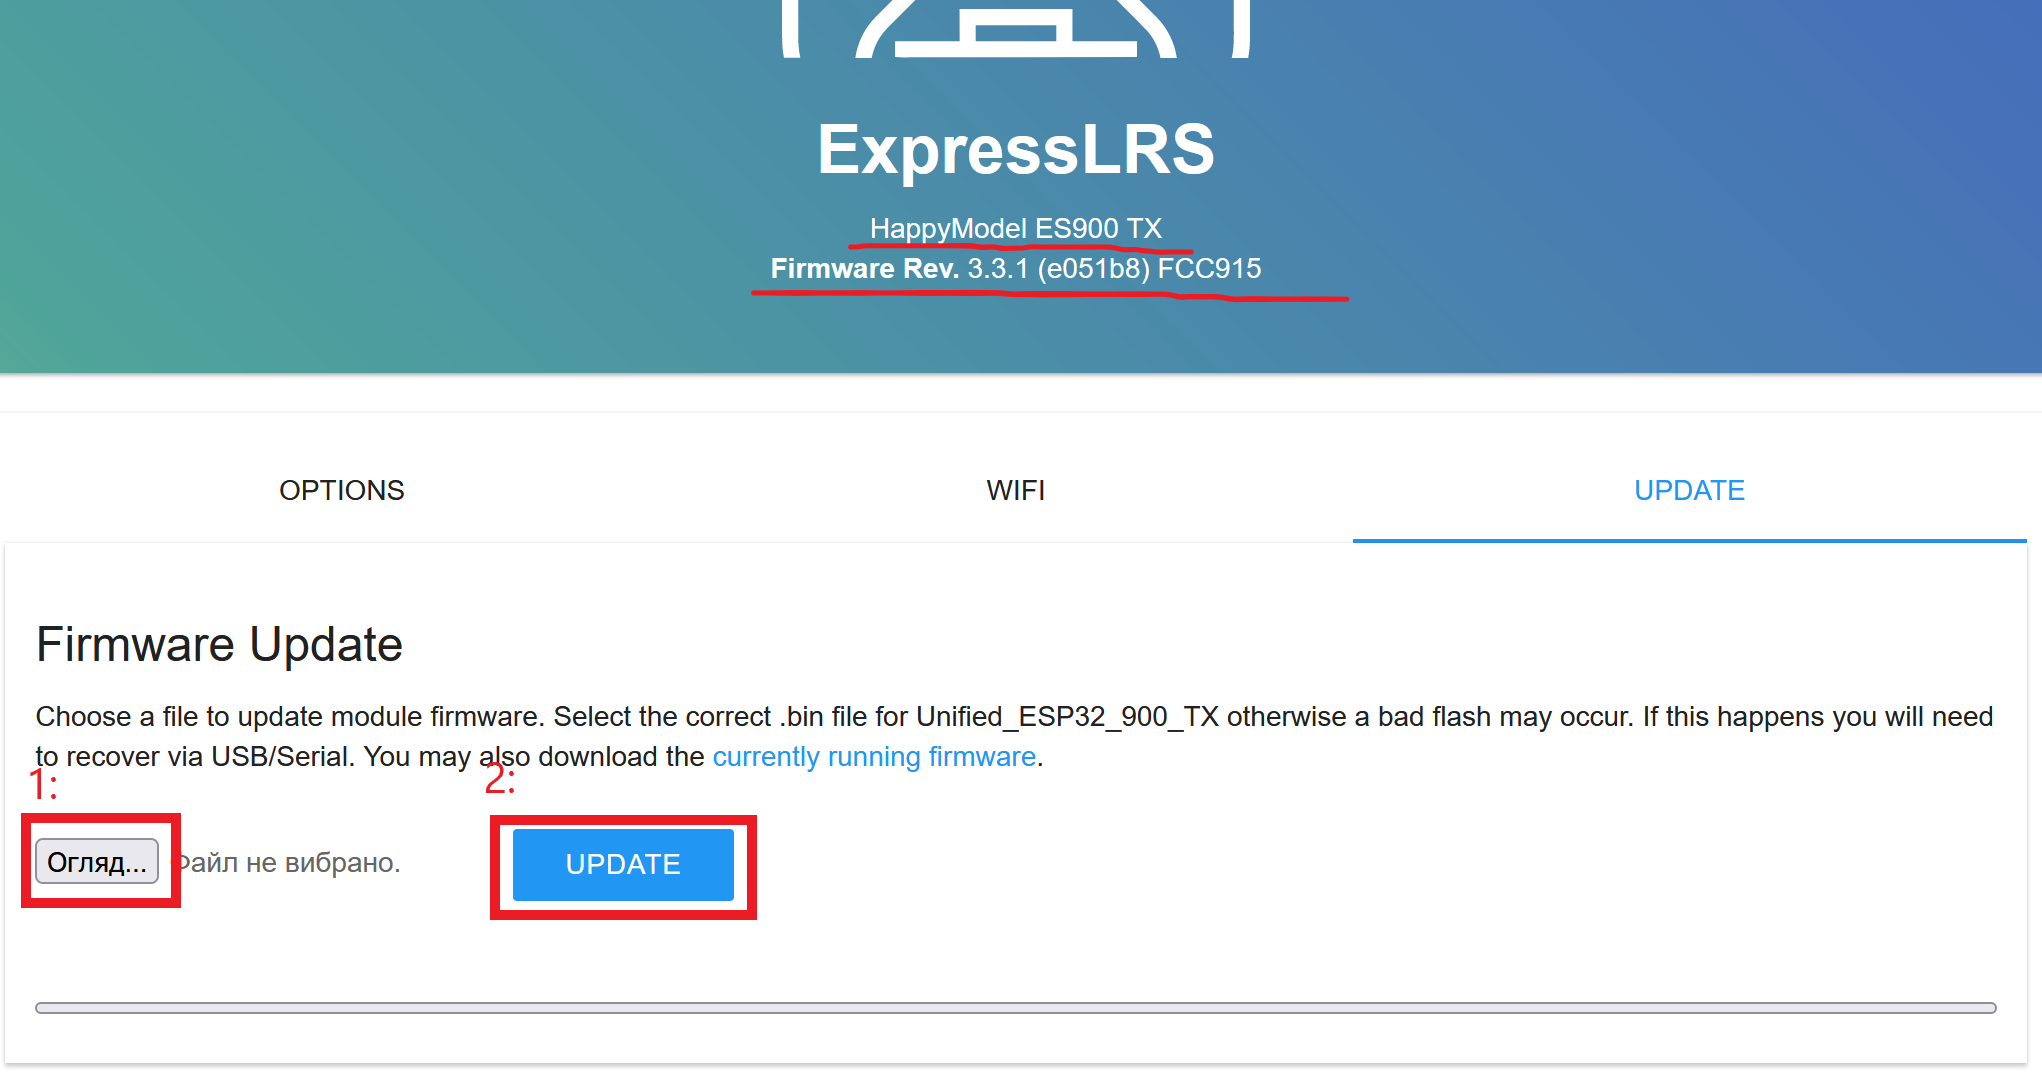 ExpressLRS
HappyModel ES900 TX
Firmware Rev. 3.3.1 (e051b8) FCC915
OPTIONS WIFI UPDATE
Firmware Update
Choose a file to update module firmware. Select the correct .bin file for Unified_ESP32_900_TX otherwise a bad flash may occur. If this happens you will need
to recover via USB/Serial. You may also download the currently running firmware.
1: 2:
Огляд... Файл не вибрано. UPDATE